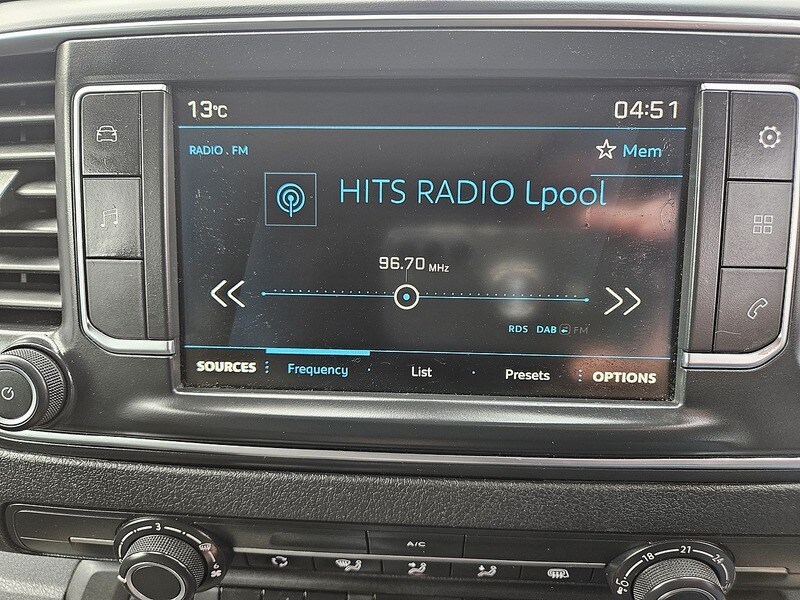 13°C 04:51
RADIO . FM Mem
HITS RADIO Lpool
96.70 MHz
RDS DAB FM
SOURCES Frequency List Presets OPTIONS
A/C
3
18 21 24